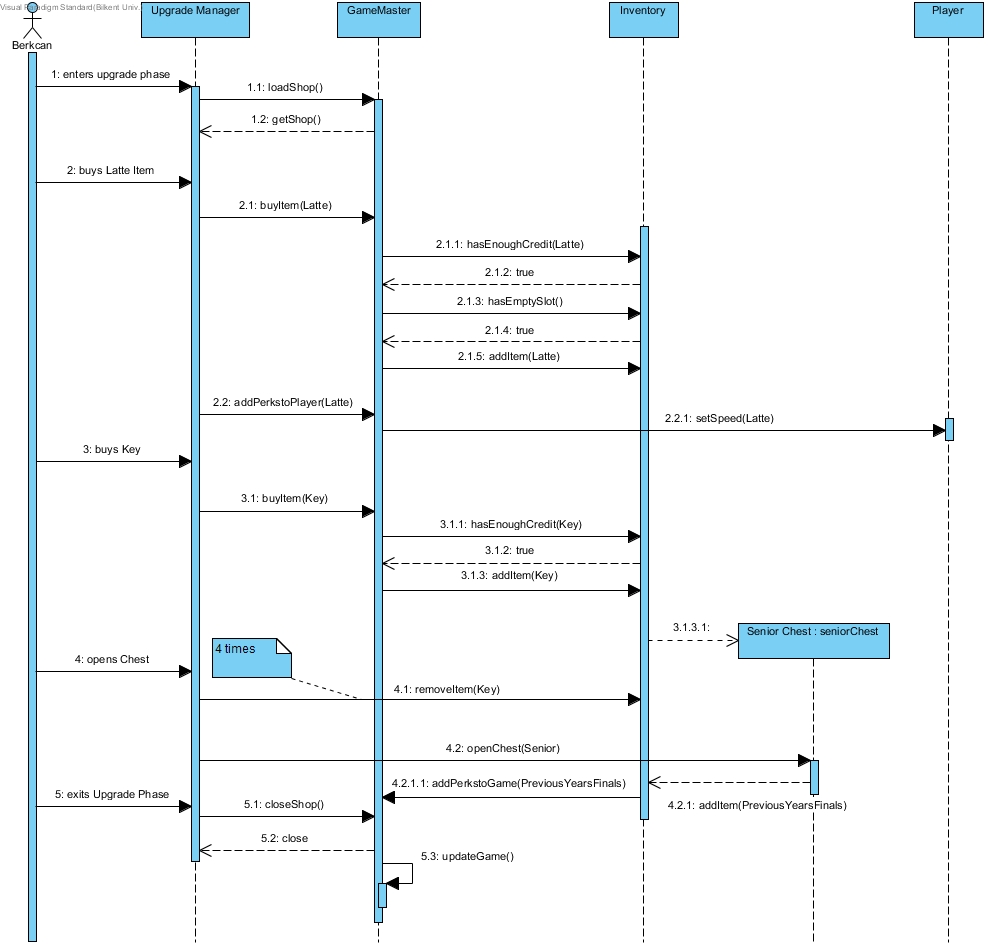 Visual Paradigm Standard(Bilkent Univ.)
Upgrade Manager
GameMaster
Inventory
Player
Berkcan
1: enters upgrade phase
1.1: loadShop()
1.2: getShop()
2: buys Latte Item
2.1: buyItem(Latte)
2.1.1: hasEnoughCredit(Latte)
2.1.2: true
2.1.3: hasEmptySlot()
2.1.4: true
2.1.5: addItem(Latte)
2.2: addPerkstoPlayer(Latte)
2.2.1: setSpeed(Latte)
3: buys Key
3.1: buyItem(Key)
3.1.1: hasEnoughCredit(Key)
3.1.2: true
3.1.3: addItem(Key)
3.1.3.1:
Senior Chest : seniorChest
4 times
4: opens Chest
4.1: removeItem(Key)
4.2: openChest(Senior)
4.2.1.1: addPerkstoGame(PreviousYearsFinals)
5: exits Upgrade Phase
5.1: closeShop()
4.2.1: addItem(PreviousYearsFinals)
5.2: close
5.3: updateGame()